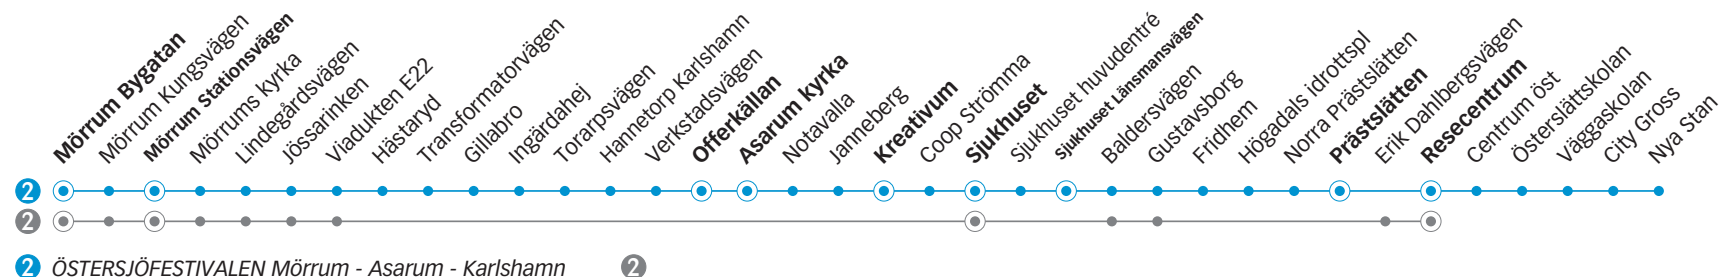 Mörrum Bygatan
Mörrum Kungsvägen
Mörrum Stationsvägen
Mörrums kyrka
Lindegårdsvägen
Jössarinken
Viadukten E22
Hästaryd
Transformatorvägen
Gillabro
Ingärdahej
Torarpsvägen
Hannetorp Karlshamn
Verkstadsvägen
Offerkällan
Asarum kyrka
Notavalla
Janneberg
Kreativum
Coop Strömma
Sjukhuset
Sjukhuset huvudentré
Sjukhuset Länsmansvägen
Baldersvägen
Gustavsborg
Fridhem
Högadals idrottspl
Norra Prästslätten
Prästslätten
Erik Dahlbergsvägen
Resecentrum
Centrum öst
Österslättskolan
Väggaskolan
City Gross
Nya Stan
2
2
2 ÖSTERSJÖFESTIVALEN Mörrum - Asarum - Karlshamn 2